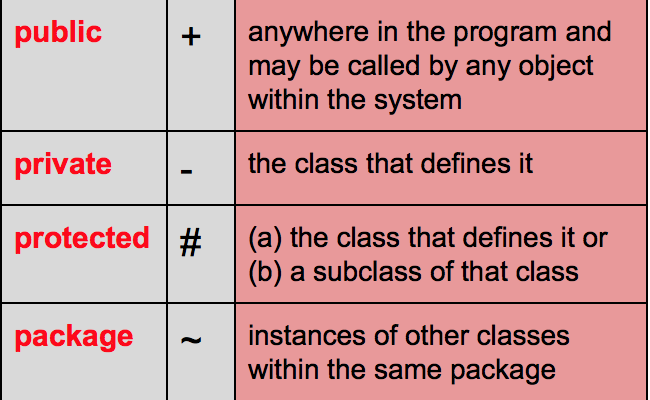 public + anywhere in the program and
may be called by any object
within the system
private - the class that defines it
protected # (a) the class that defines it or
(b) a subclass of that class
package ~ instances of other classes
within the same package